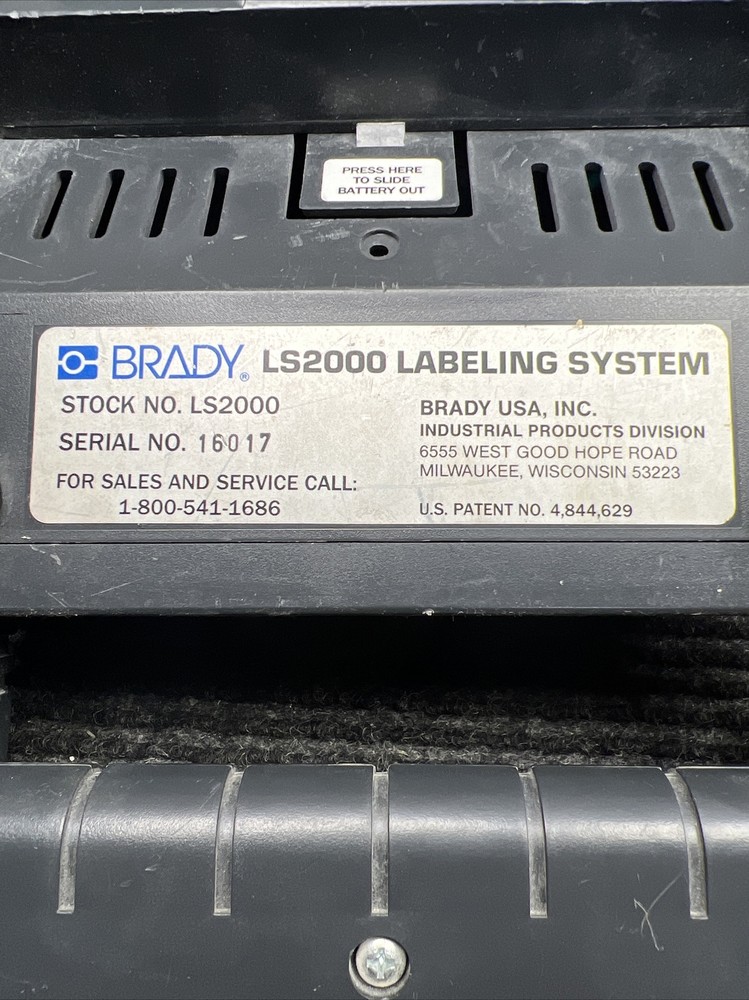 PRESS HERE
TO SLIDE
BATTERY OUT
BRADY® LS2000 LABELING SYSTEM
STOCK NO. LS2000
SERIAL NO. 16017
FOR SALES AND SERVICE CALL:
1-800-541-1686
BRADY USA, INC.
INDUSTRIAL PRODUCTS DIVISION
6555 WEST GOOD HOPE ROAD
MILWAUKEE, WISCONSIN 53223
U.S. PATENT NO. 4,844,629